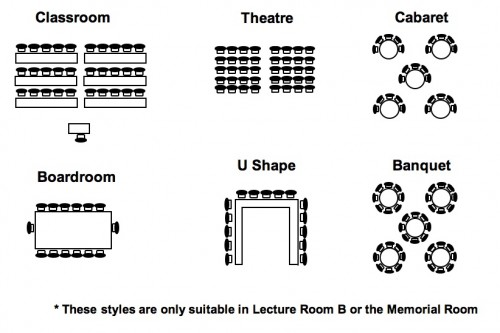 Classroom
Theatre
Cabaret
Boardroom
U Shape
Banquet
* These styles are only suitable in Lecture Room B or the Memorial Room